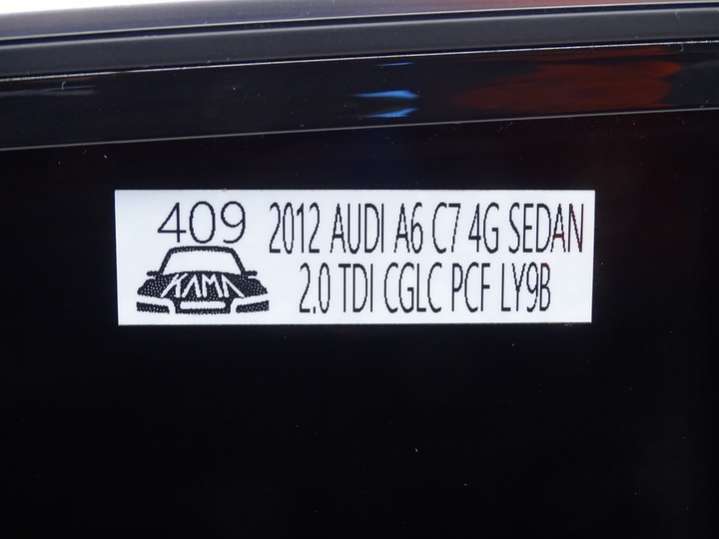 409
KAMA
2012 AUDI A6 C7 4G SEDAN
2.0 TDI CGLC PCF LY9B